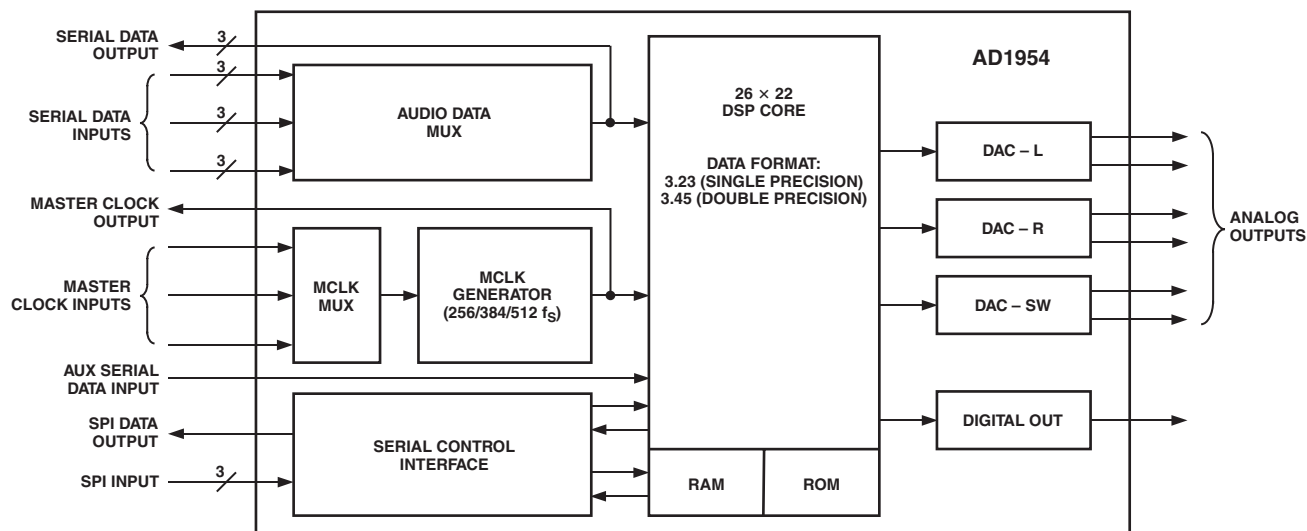 SERIAL DATA
OUTPUT
3
3
SERIAL DATA
INPUTS
3
3
AUDIO DATA
MUX
MASTER CLOCK
OUTPUT
MASTER
CLOCK INPUTS
MCLK
MUX
MCLK
GENERATOR
(256/384/512 fS)
AUX SERIAL
DATA INPUT
SPI DATA
OUTPUT
SPI INPUT
3
SERIAL CONTROL
INTERFACE
26 × 22
DSP CORE
DATA FORMAT:
3.23 (SINGLE PRECISION)
3.45 (DOUBLE PRECISION)
RAM
ROM
AD1954
DAC – L
DAC – R
DAC – SW
DIGITAL OUT
ANALOG
OUTPUTS